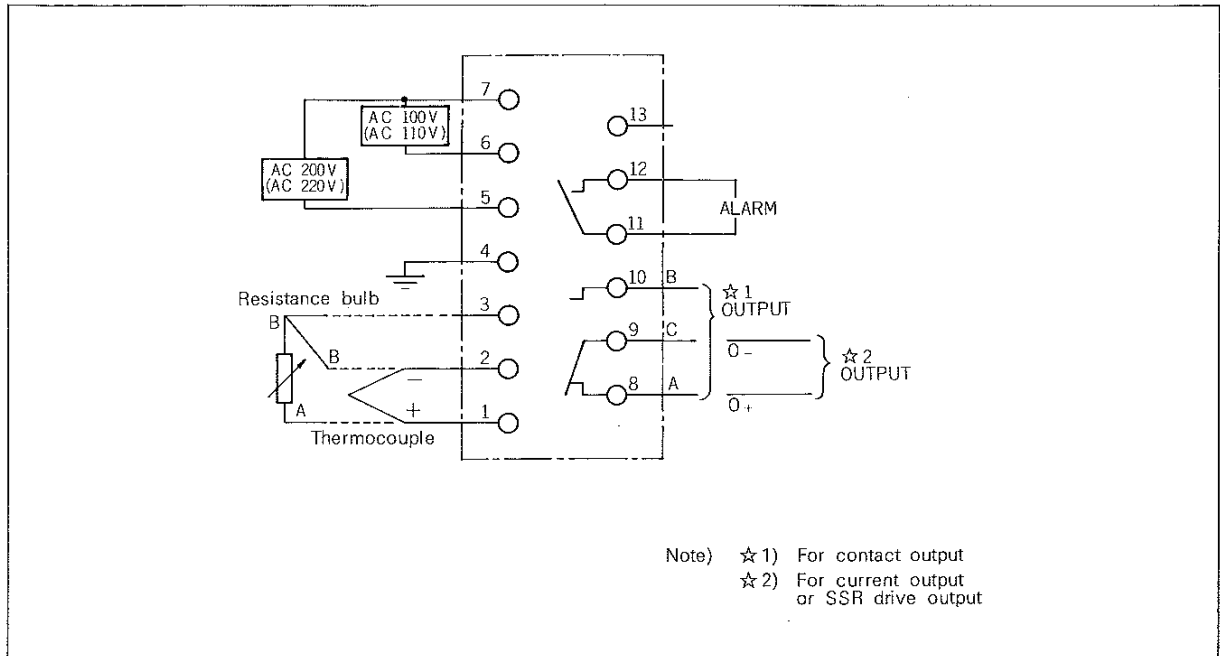 7
AC 100V
(AC 110V)
13
6
12
AC 200V
(AC 220V)
5
ALARM
11
4
10 B
☆1
OUTPUT
Resistance bulb
3
B
9 C
O -
☆2
OUTPUT
B
2
-
8 A
O +
A
+
1
Thermocouple
Note) ☆1) For contact output
☆2) For current output
or SSR drive output